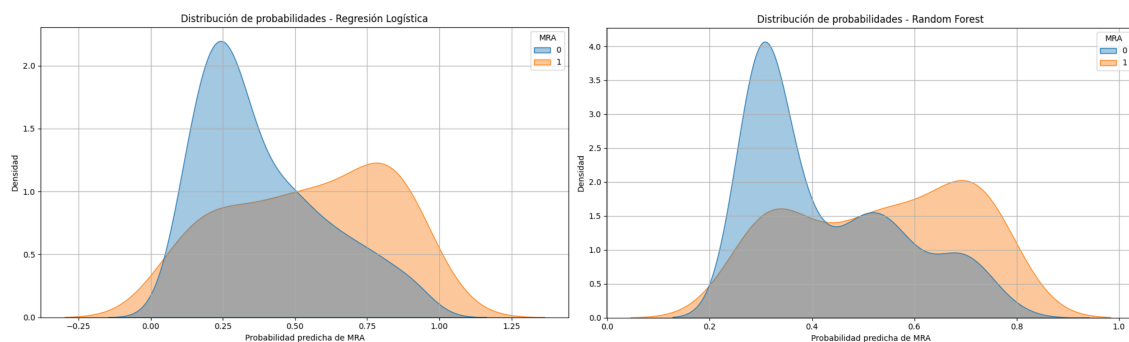 Distribución de probabilidades - Regresión Logística
MRA
0
1
2.0
1.5
1.0
0.5
0.0
Densidad
−0.25 0.00 0.25 0.50 0.75 1.00 1.25
Probabilidad predicha de MRA
Distribución de probabilidades - Random Forest
MRA
0
1
4.0
3.5
3.0
2.5
2.0
1.5
1.0
0.5
0.0
Densidad
0.0 0.2 0.4 0.6 0.8 1.0
Probabilidad predicha de MRA